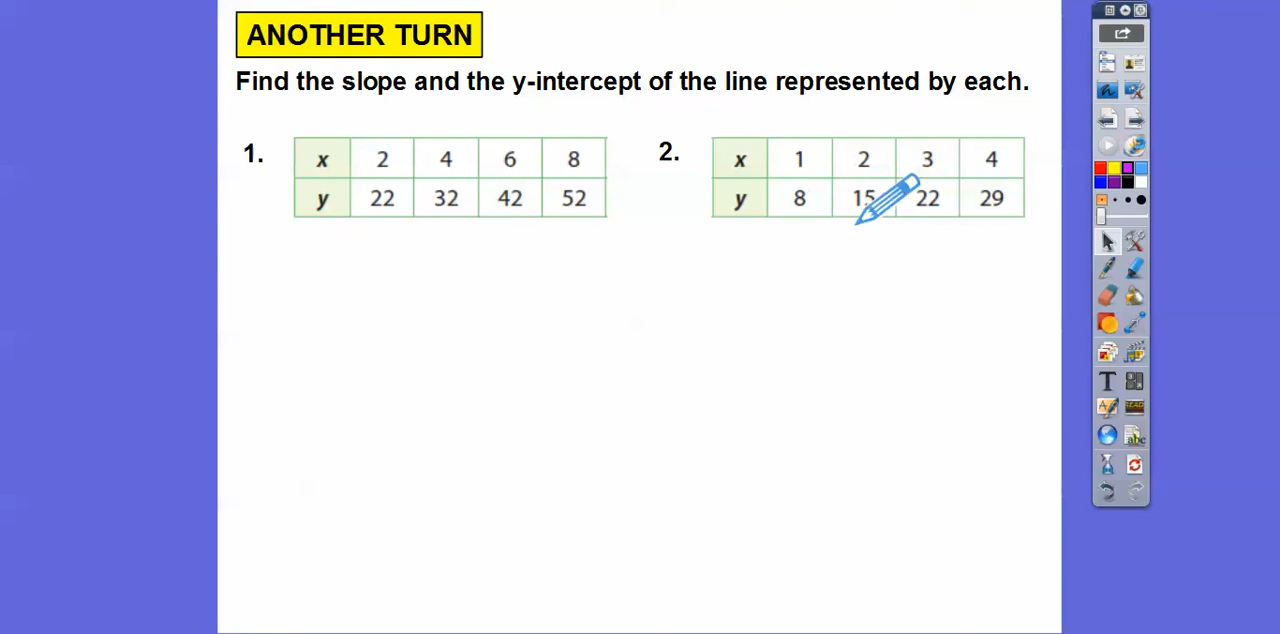 ANOTHER TURN
Find the slope and the y-intercept of the line represented by each.
1.
x 2 4 6 8
y 22 32 42 52
2.
x 1 2 3 4
y 8 15 22 29